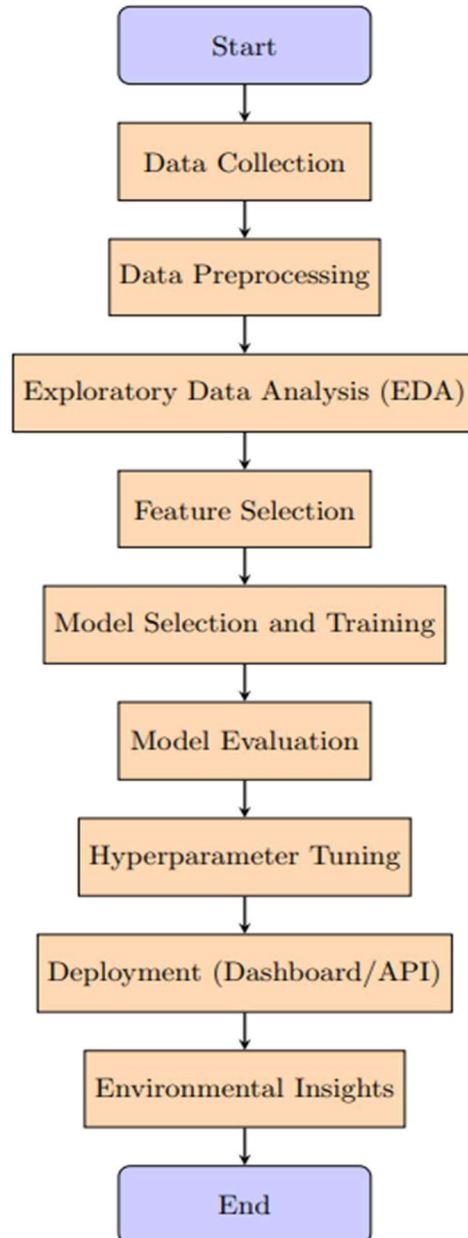 Start
Data Collection
Data Preprocessing
Exploratory Data Analysis (EDA)
Feature Selection
Model Selection and Training
Model Evaluation
Hyperparameter Tuning
Deployment (Dashboard/API)
Environmental Insights
End